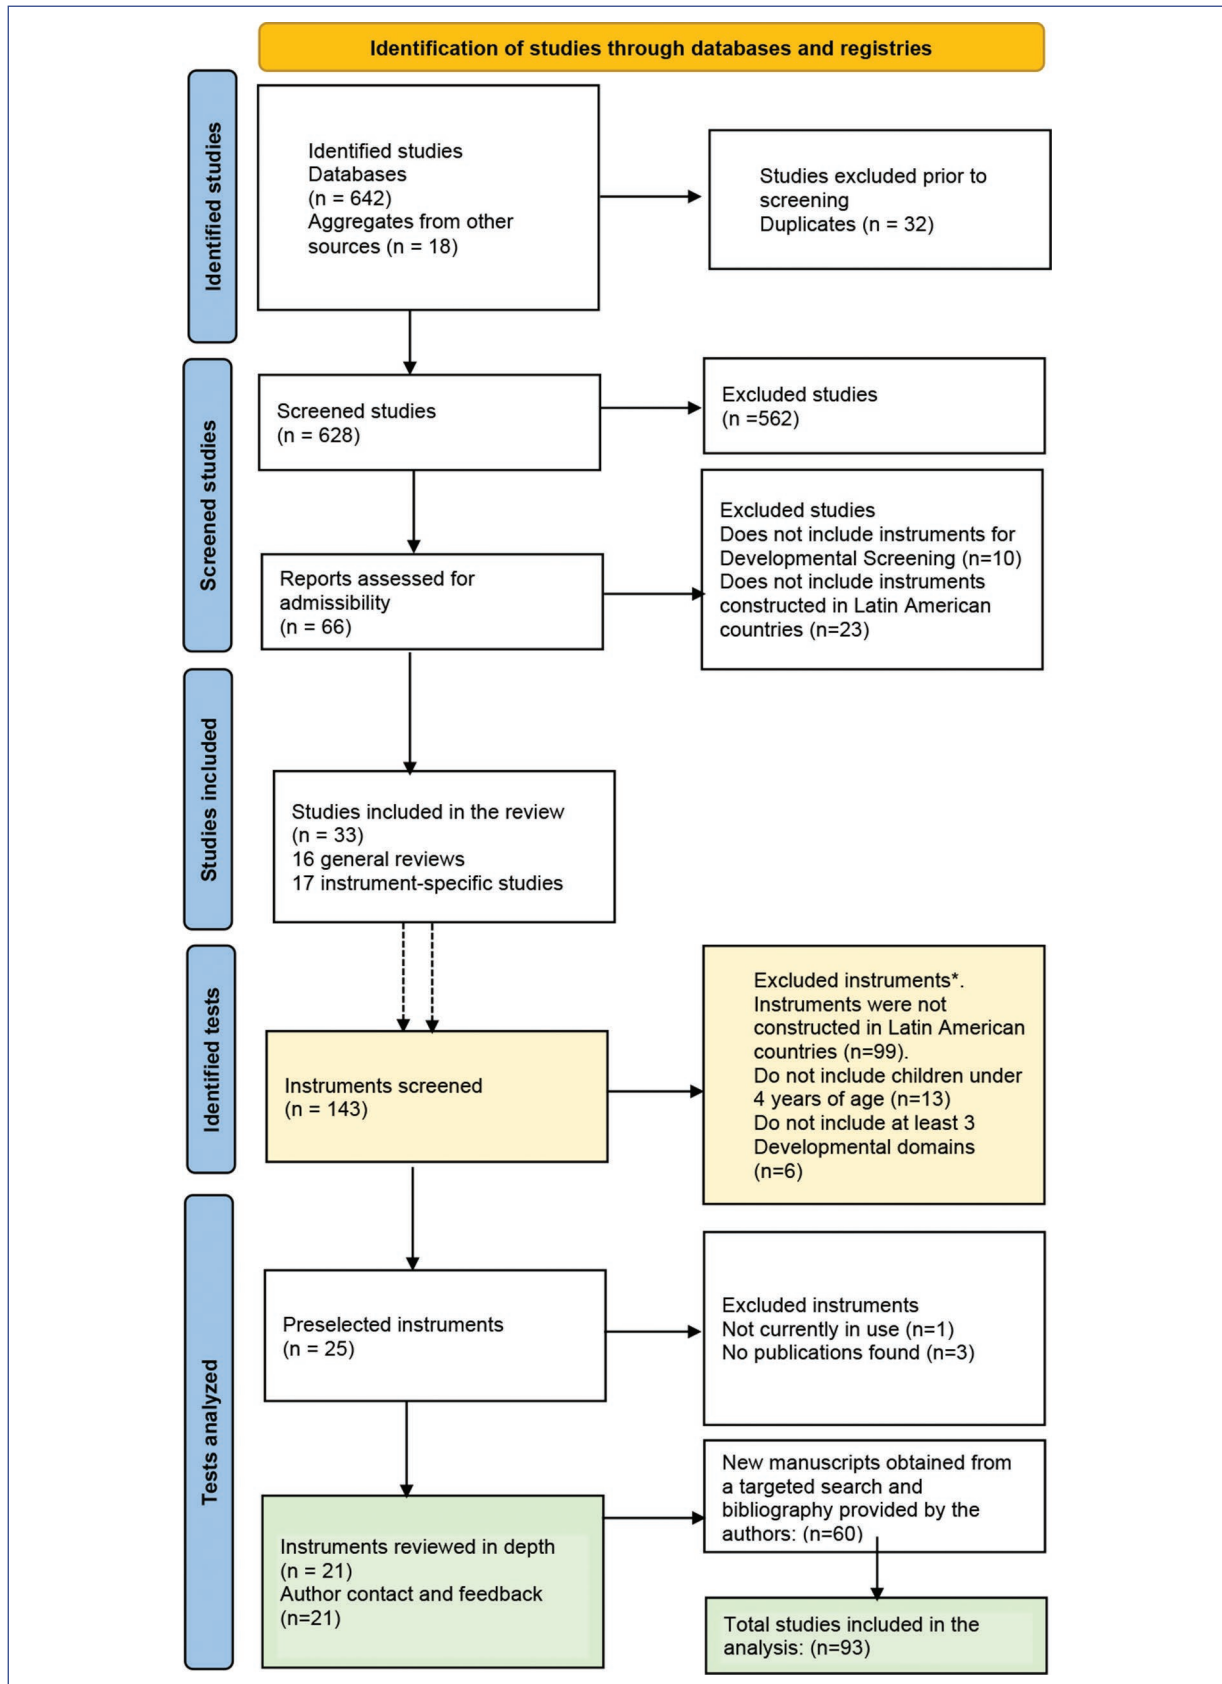 Identification of studies through databases and registries
Identified studies
Identified studies
Databases
(n = 642)
Aggregates from other
sources (n = 18)
Studies excluded prior to
screening
Duplicates (n = 32)
Screened studies
Screened studies
(n = 628)
Excluded studies
(n =562)
Reports assessed for
admissibility
(n = 66)
Excluded studies
Does not include instruments for
Developmental Screening (n=10)
Does not include instruments
constructed in Latin American
countries (n=23)
Studies included
Studies included in the review
(n = 33)
16 general reviews
17 instrument-specific studies
Identified tests
Instruments screened
(n = 143)
Excluded instruments*.
Instruments were not
constructed in Latin American
countries (n=99).
Do not include children under
4 years of age (n=13)
Do not include at least 3
Developmental domains
(n=6)
Tests analyzed
Preselected instruments
(n = 25)
Excluded instruments
Not currently in use (n=1)
No publications found (n=3)
Instruments reviewed in depth
(n = 21)
Author contact and feedback
(n=21)
New manuscripts obtained from
a targeted search and
bibliography provided by the
authors: (n=60)
Total studies included in the
analysis: (n=93)